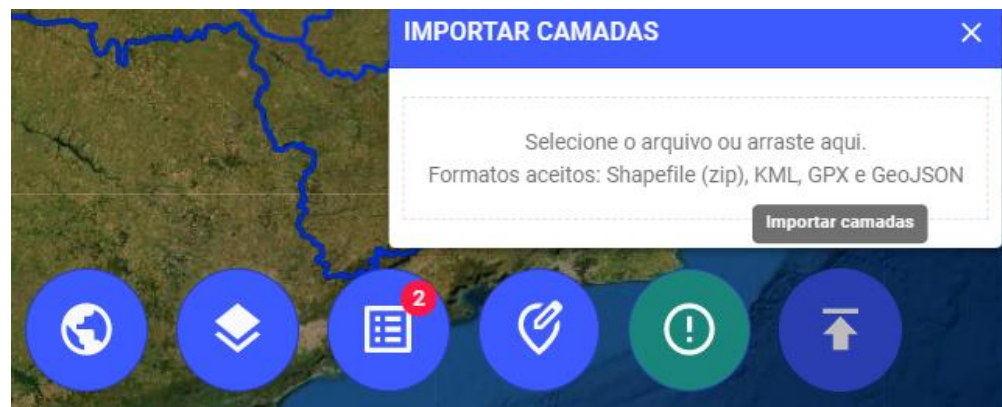 IMPORTAR CAMADAS
Selecione o arquivo ou arraste aqui.
Formatos aceitos: Shapefile (zip), KML, GPX e GeoJSON
Importar camadas
2